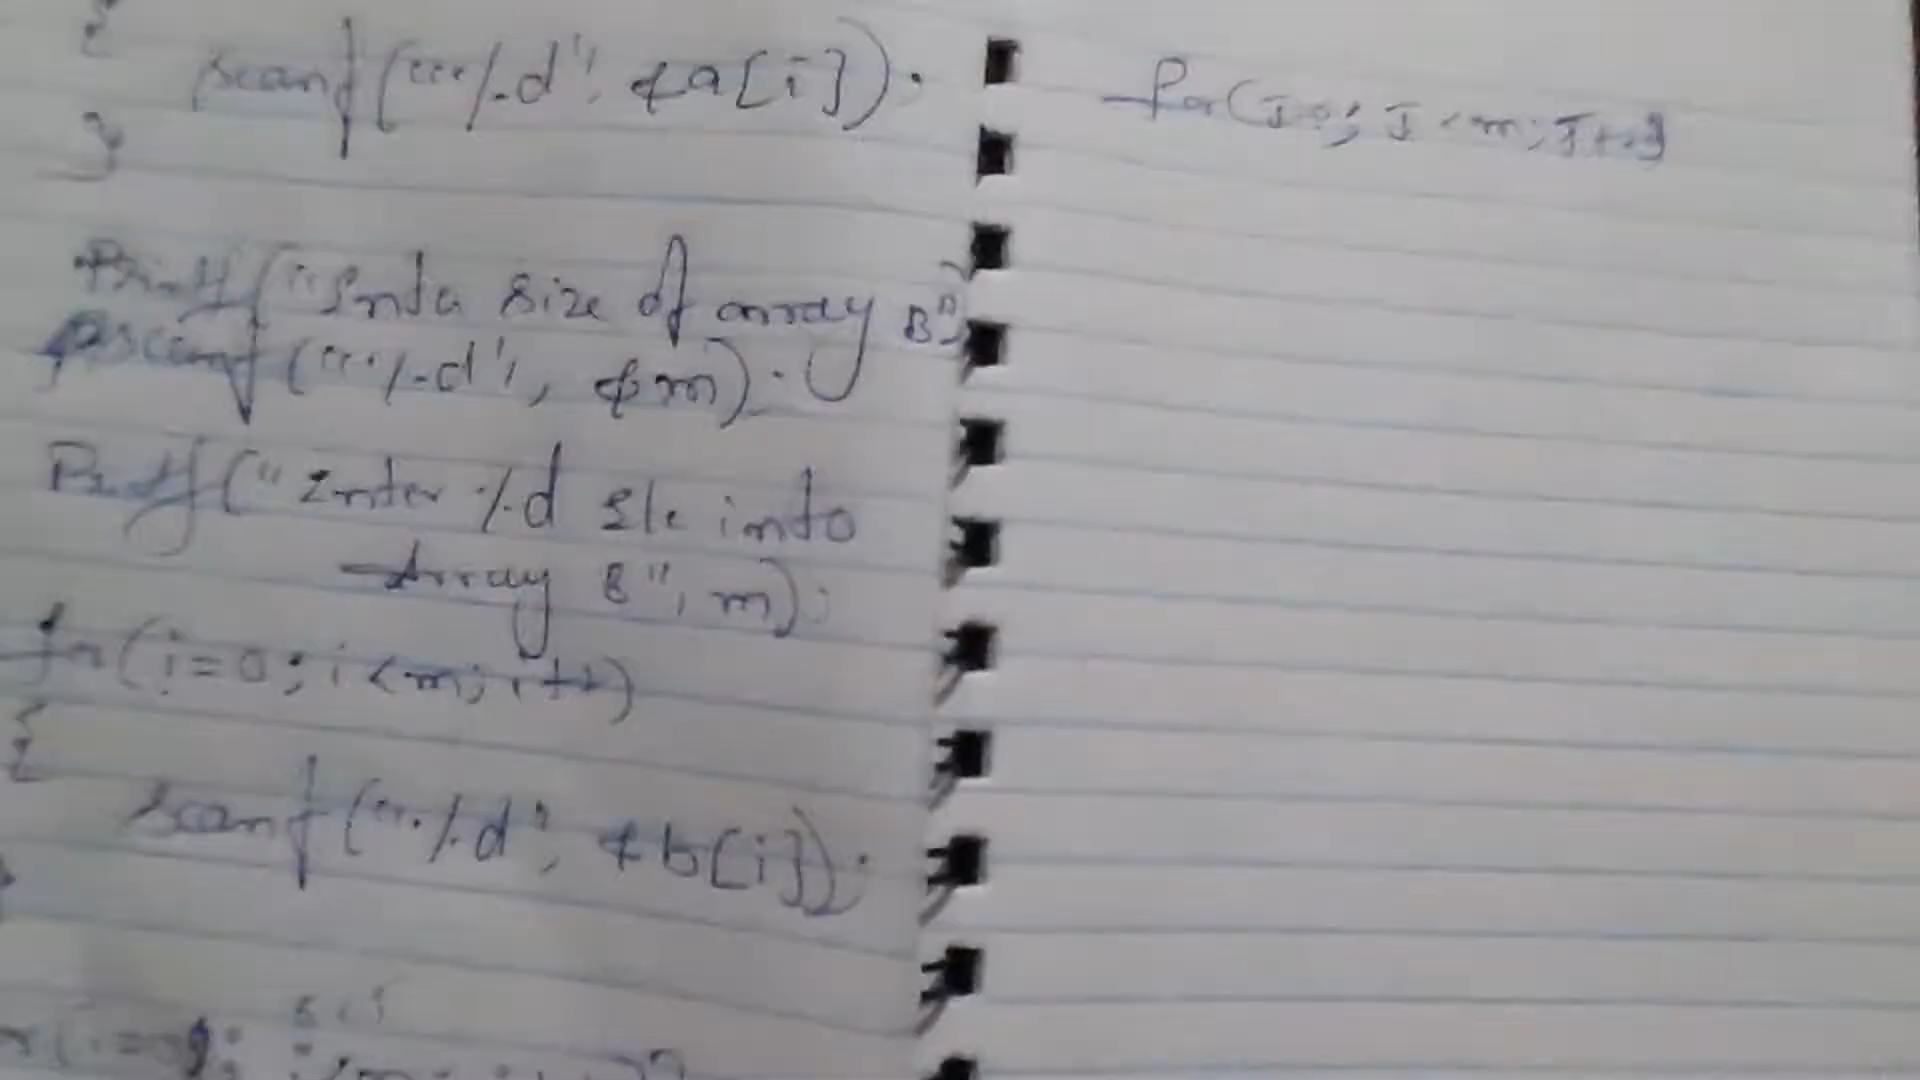 {
scanf("%d", &a[i]);
}
Printf("Enter size of array B");
scanf("%d", &m);
Printf("Enter %d Ele into
Array B", m);
for(i=0; i<m; i++)
{
scanf("%d", &b[i]);
for(J=0; J<m; J++)